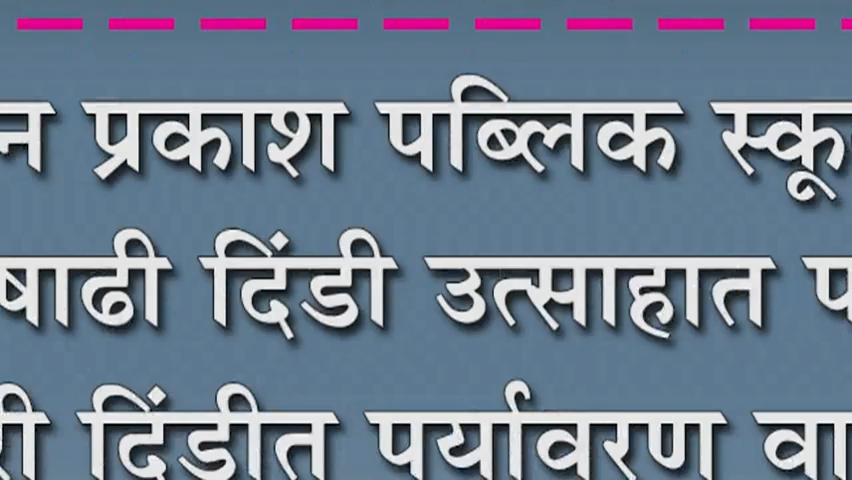 न प्रकाश पब्लिक स्कू
षाढी दिंडी उत्साहात प
री दिंडीत पर्यावरण वा